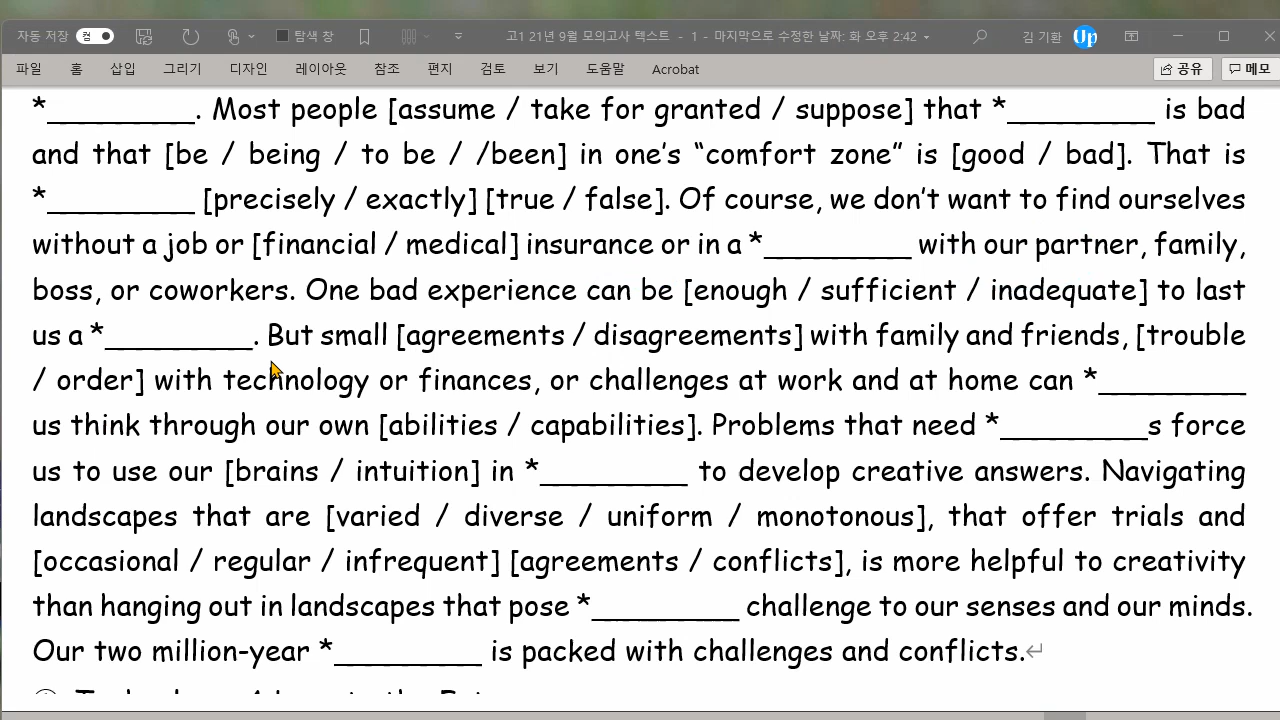 자동 저장 켬 탐색 창 고1 21년 9월 모의고사 텍스트 - 1 - 마지막으로 수정한 날짜: 화 오후 2:42 김 기환 Up
파일 홈 삽입 그리기 디자인 레이아웃 참조 편지 검토 보기 도움말 Acrobat 공유 메모
*_________. Most people [assume / take for granted / suppose] that *_________ is bad
and that [be / being / to be / /been] in one’s “comfort zone” is [good / bad]. That is
*_________ [precisely / exactly] [true / false]. Of course, we don’t want to find ourselves
without a job or [financial / medical] insurance or in a *_________ with our partner, family,
boss, or coworkers. One bad experience can be [enough / sufficient / inadequate] to last
us a *_________. But small [agreements / disagreements] with family and friends, [trouble
/ order] with technology or finances, or challenges at work and at home can *_________
us think through our own [abilities / capabilities]. Problems that need *_________s force
us to use our [brains / intuition] in *_________ to develop creative answers. Navigating
landscapes that are [varied / diverse / uniform / monotonous], that offer trials and
[occasional / regular / infrequent] [agreements / conflicts], is more helpful to creativity
than hanging out in landscapes that pose *_________ challenge to our senses and our minds.
Our two million-year *_________ is packed with challenges and conflicts.↵